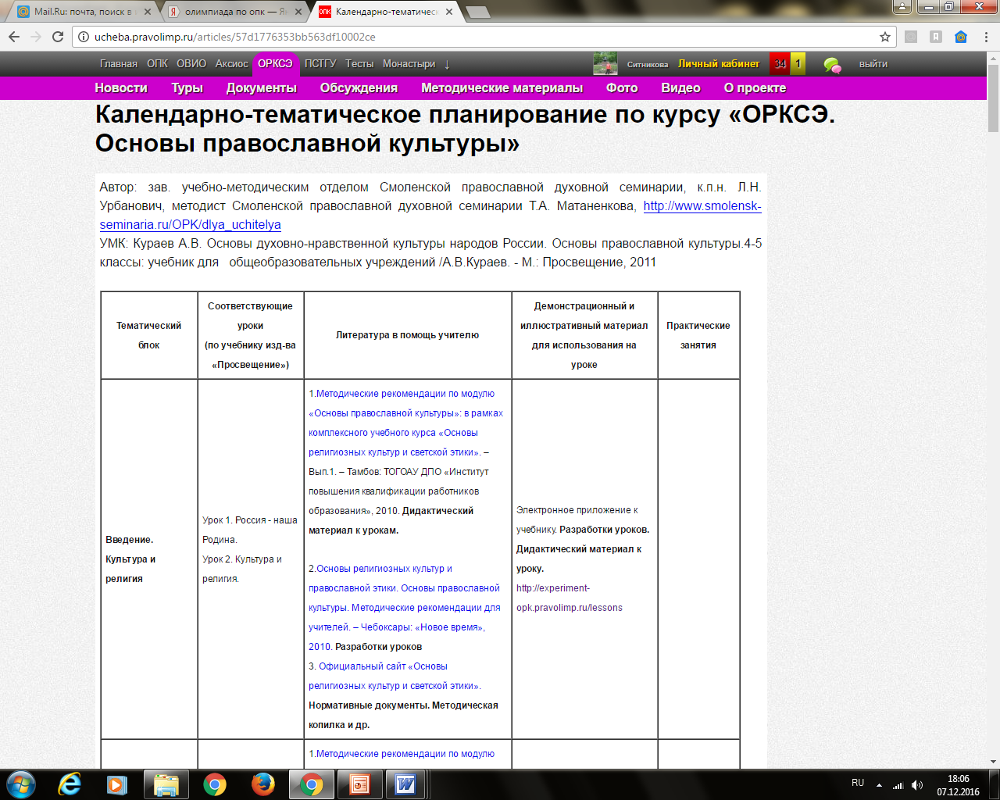 Mail.Ru: почта, поиск в
олимпиада по опк — Ян
Календарно-тематическ
ucheba.pravolimp.ru/articles/57d1776353bb563df10002ce
Главная ОПК ОВИО Аксиос ОРКСЭ ПСТГУ Тесты Монастыри ↓ Ситникова Личный кабинет 34 1 выйти
Новости Туры Документы Обсуждения Методические материалы Фото Видео О проекте
Календарно-тематическое планирование по курсу «ОРКСЭ.
Основы православной культуры»
Автор: зав. учебно-методическим отделом Смоленской православной духовной семинарии, к.п.н. Л.Н.
Урбанович, методист Смоленской православной духовной семинарии Т.А. Матаненкова, http://www.smolensk-
seminaria.ru/OPK/dlya_uchitelya
УМК: Кураев А.В. Основы духовно-нравственной культуры народов России. Основы православной культуры.4-5
классы: учебник для общеобразовательных учреждений /А.В.Кураев. - М.: Просвещение, 2011
Тематический
блок
Соответствующие
уроки
(по учебнику изд-ва
«Просвещение»)
Литература в помощь учителю
Демонстрационный и
иллюстративный материал
для использования на
уроке
Практические
занятия
Введение.
Культура и
религия
Урок 1. Россия - наша
Родина.
Урок 2. Культура и
религия.
1.Методические рекомендации по модулю
«Основы православной культуры»: в рамках
комплексного учебного курса «Основы
религиозных культур и светской этики». –
Вып.1. – Тамбов: ТОГОАУ ДПО «Институт
повышения квалификации работников
образования», 2010. Дидактический
материал к урокам.
2.Основы религиозных культур и
православной этики. Основы православной
культуры. Методические рекомендации для
учителей. – Чебоксары: «Новое время»,
2010. Разработки уроков
3. Официальный сайт «Основы
религиозных культур и светской этики».
Нормативные документы. Методическая
копилка и др.
Электронное приложение к
учебнику. Разработки уроков.
Дидактический материал к
уроку.
http://experiment-
opk.pravolimp.ru/lessons
1.Методические рекомендации по модулю
RU
18:06
07.12.2016